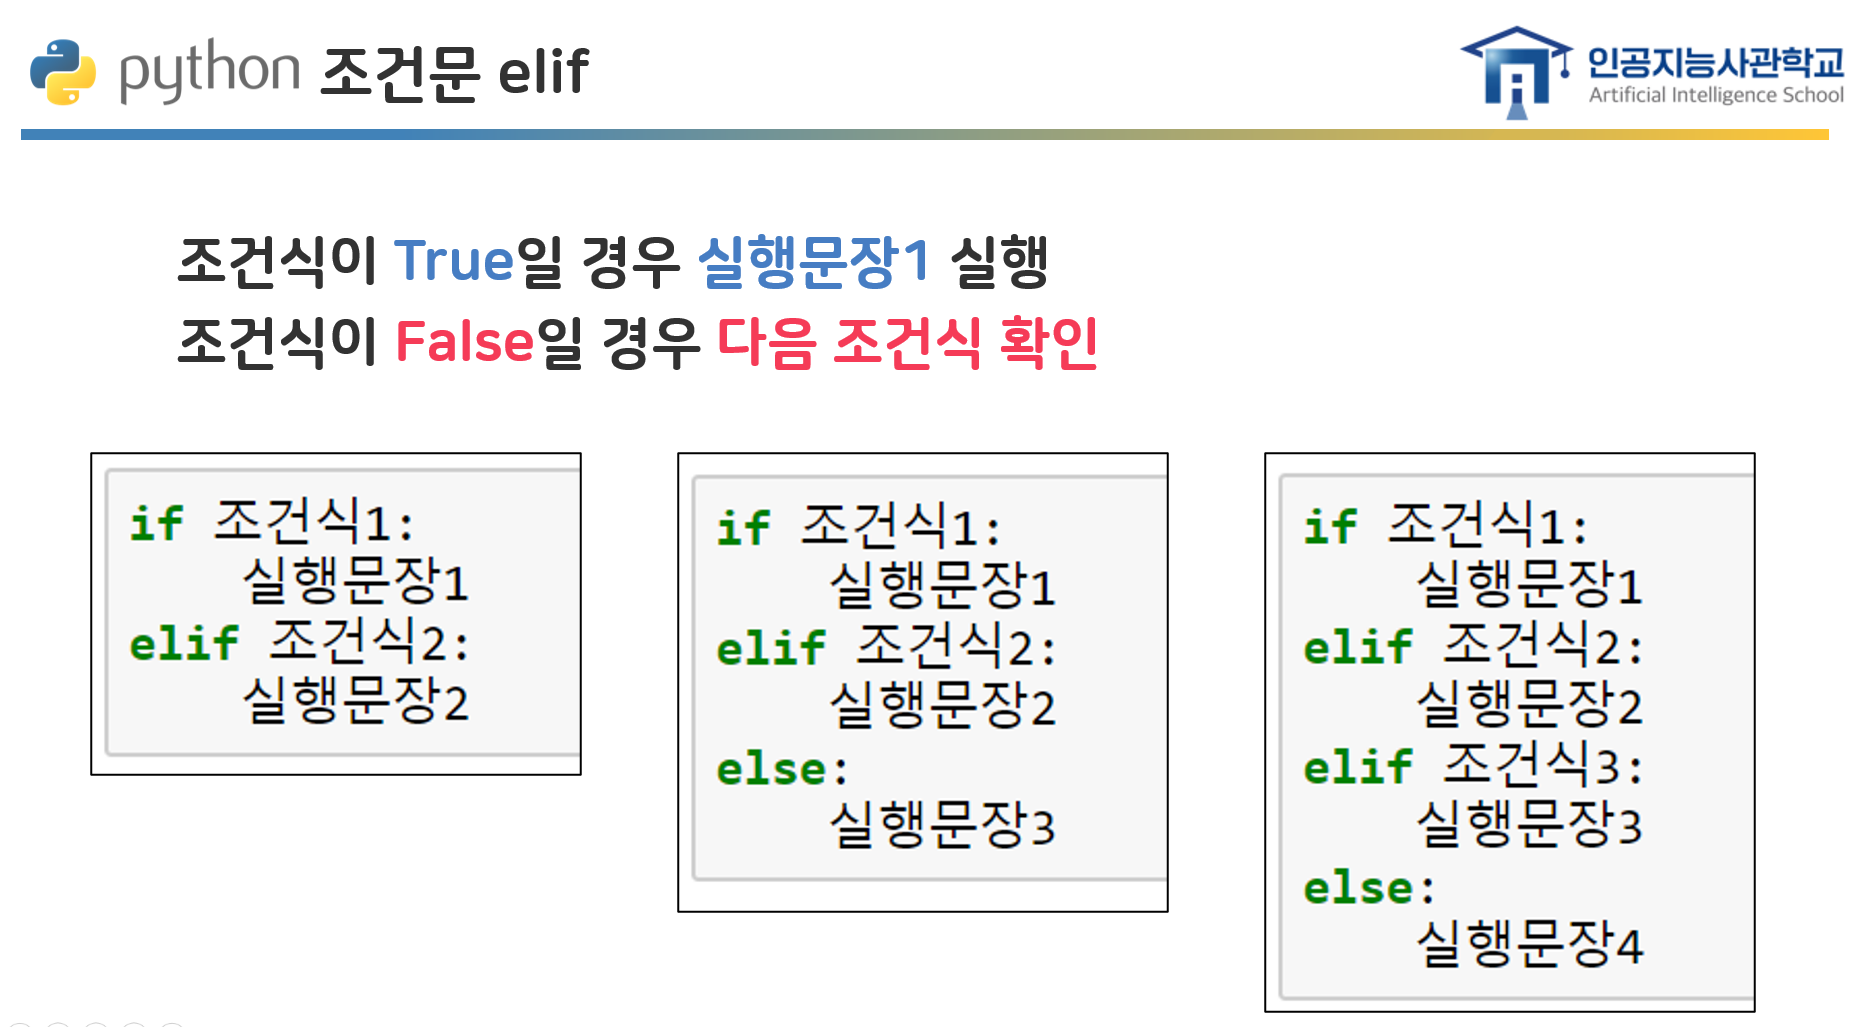 python 조건문 elif
인공지능사관학교
Artificial Intelligence School
조건식이 True일 경우 실행문장1 실행
조건식이 False일 경우 다음 조건식 확인
if 조건식1:
실행문장1
elif 조건식2:
실행문장2
if 조건식1:
실행문장1
elif 조건식2:
실행문장2
else:
실행문장3
if 조건식1:
실행문장1
elif 조건식2:
실행문장2
elif 조건식3:
실행문장3
else:
실행문장4